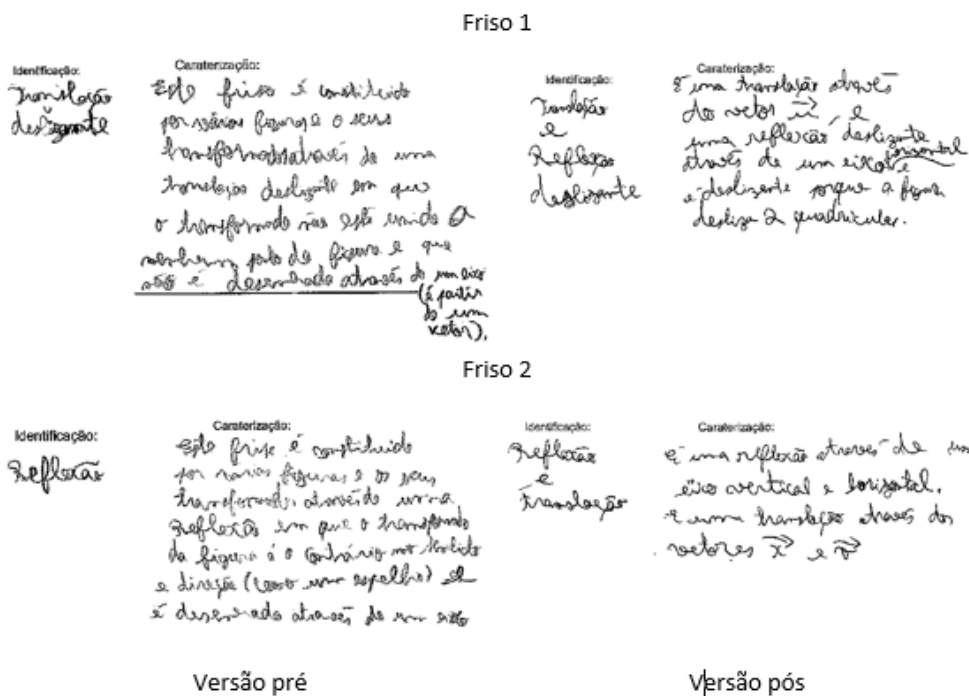 Friso 1
Identificação:
Translação
deslizante
Caraterização:
Este friso é constituido
por várias figuras e o seus
transformados através de uma
translação deslizante em que
o transformado não está unido a
nenhum ponto da figura e que
não é desenhado através de um eixo
(é partir
de um
vetor).
Identificação:
Translação
e
Reflexão
deslizante
Caraterização:
É uma translação através
do vetor u e
uma reflexão deslizante
através de um eixo horizontal e
é deslizante porque a figura
desliza 2 quadriculas.
Friso 2
Identificação:
Reflexão
Caraterização:
Este friso é constituido
por várias figuras e os seus
transformados através de uma
Reflexão em que o transformado
da figura é o contrário no sentido
e direção (como um espelho) e
é desenhado através de um eixo
Identificação:
Reflexão
e
translação
Caraterização:
É uma reflexão através de um
eixo vertical e horizontal.
E uma translação através dos
vetores x e v
Versão pré
Versão pós